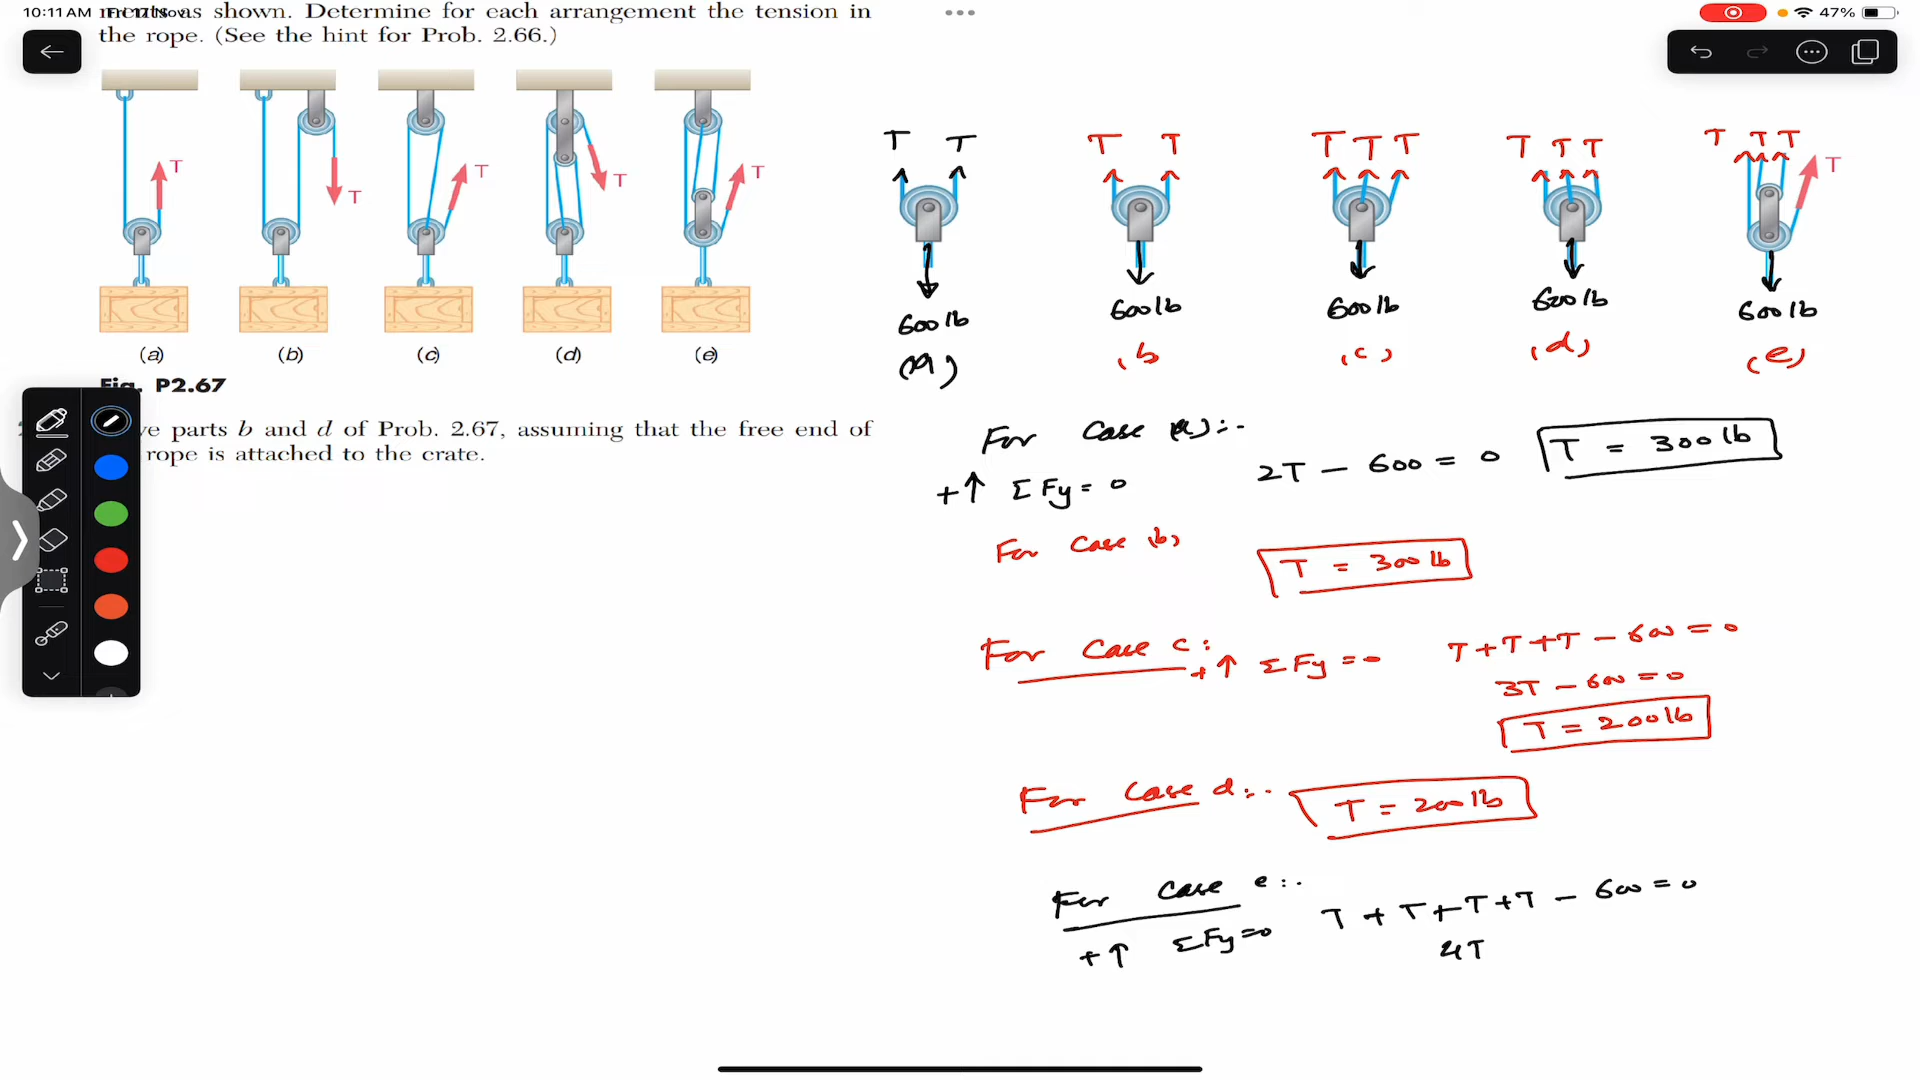 10:11 AM Fri 17 Nov
47%
as shown. Determine for each arrangement the tension in
the rope. (See the hint for Prob. 2.66.)
T
T
T
T
T
(a)
(b)
(c)
(d)
(e)
Fig. P2.67
ve parts b and d of Prob. 2.67, assuming that the free end of
rope is attached to the crate.
T T
600 lb
(a)
T T
600 lb
(b
T T T
600 lb
(c)
T T T
600 lb
(d)
T T T
T
600 lb
(e)
For Case (a):-
+↑ ΣFy = 0
2T - 600 = 0
T = 300 lb
For Case (b)
T = 300 lb
For Case c:
+↑ ΣFy = 0
T+T+T - 600 = 0
3T - 600 = 0
T = 200 lb
For Case d:-
T = 200 lb
For Case e:-
+↑ ΣFy = 0
T + T + T + T - 600 = 0
4T